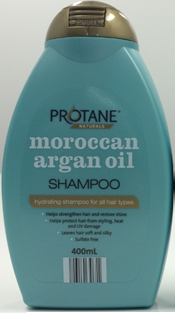 PROTANE
NATURALS
moroccan
argan oil
SHAMPOO
hydrating shampoo for all hair types
• Helps strengthen hair and restore shine
• Helps protect hair from styling, heat
and UV damage
• Leaves hair soft and silky
• Sulfate free
400mL